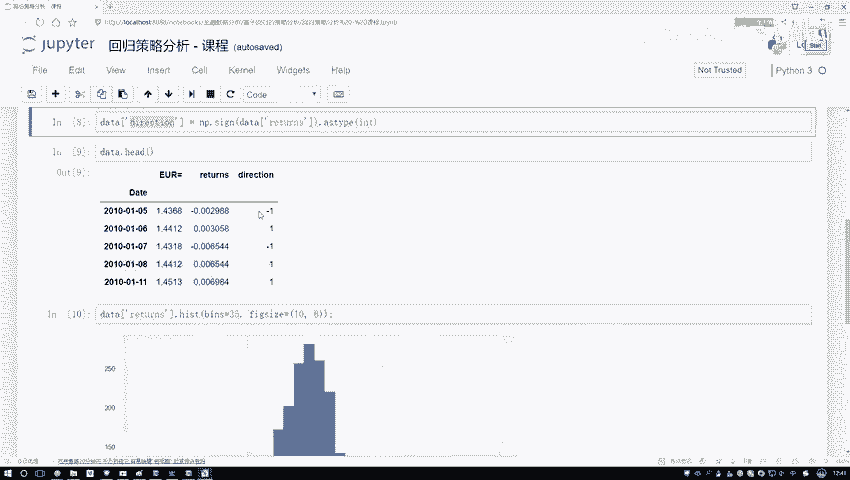 jupyter 回归策略分析 - 课程 (autosaved)
File Edit View Insert Cell Kernel Widgets Help
Not Trusted
Python 3
Code
In [8]: data['direction'] = np.sign(data['returns']).astype(int)
In [9]: data.head()
Out[9]:
EUR= returns direction
Date
2010-01-05 1.4368 -0.002988 -1
2010-01-06 1.4412 0.003058 1
2010-01-07 1.4318 -0.006544 -1
2010-01-08 1.4412 0.006544 1
2010-01-11 1.4513 0.006984 1
In [10]: data['returns'].hist(bins=35, figsize=(10, 6));
250
200
150
12:41